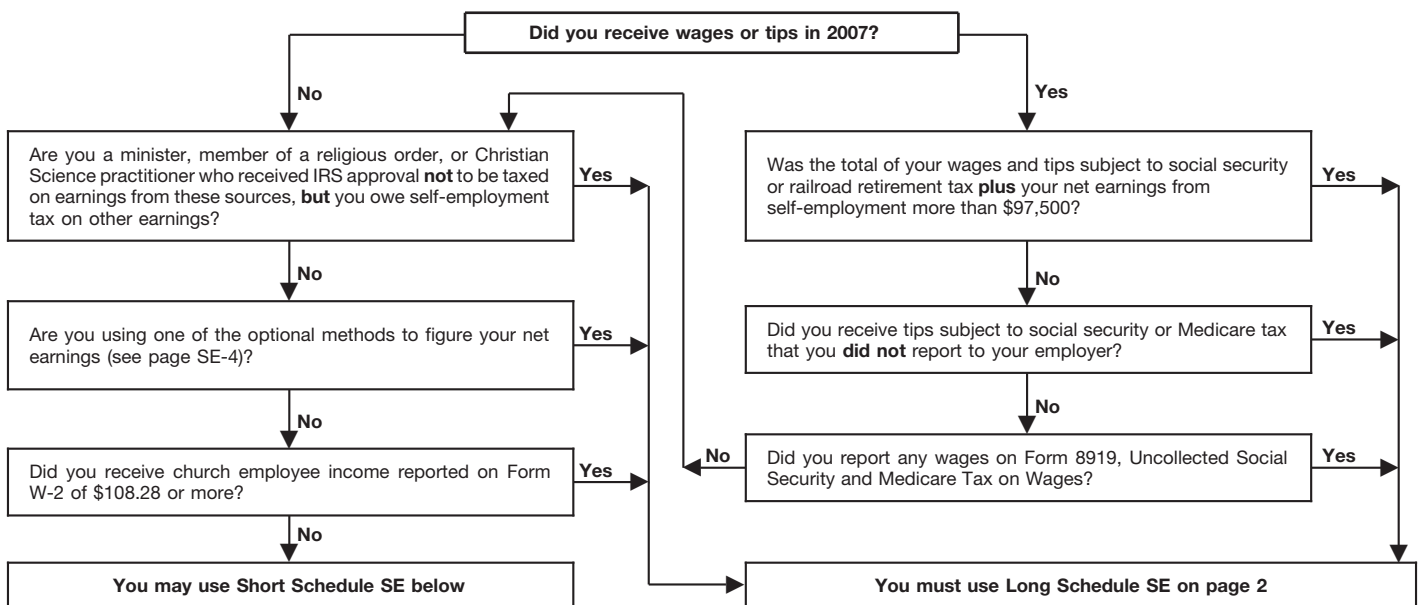 Did you receive wages or tips in 2007?
No
Yes
Are you a minister, member of a religious order, or Christian
Science practitioner who received IRS approval not to be taxed
on earnings from these sources, but you owe self-employment
tax on other earnings?
Yes
Was the total of your wages and tips subject to social security
or railroad retirement tax plus your net earnings from
self-employment more than $97,500?
Yes
No
No
Are you using one of the optional methods to figure your net
earnings (see page SE-4)?
Yes
Did you receive tips subject to social security or Medicare tax
that you did not report to your employer?
Yes
No
No
Did you receive church employee income reported on Form
W-2 of $108.28 or more?
Yes
No
Did you report any wages on Form 8919, Uncollected Social
Security and Medicare Tax on Wages?
Yes
No
You may use Short Schedule SE below
You must use Long Schedule SE on page 2